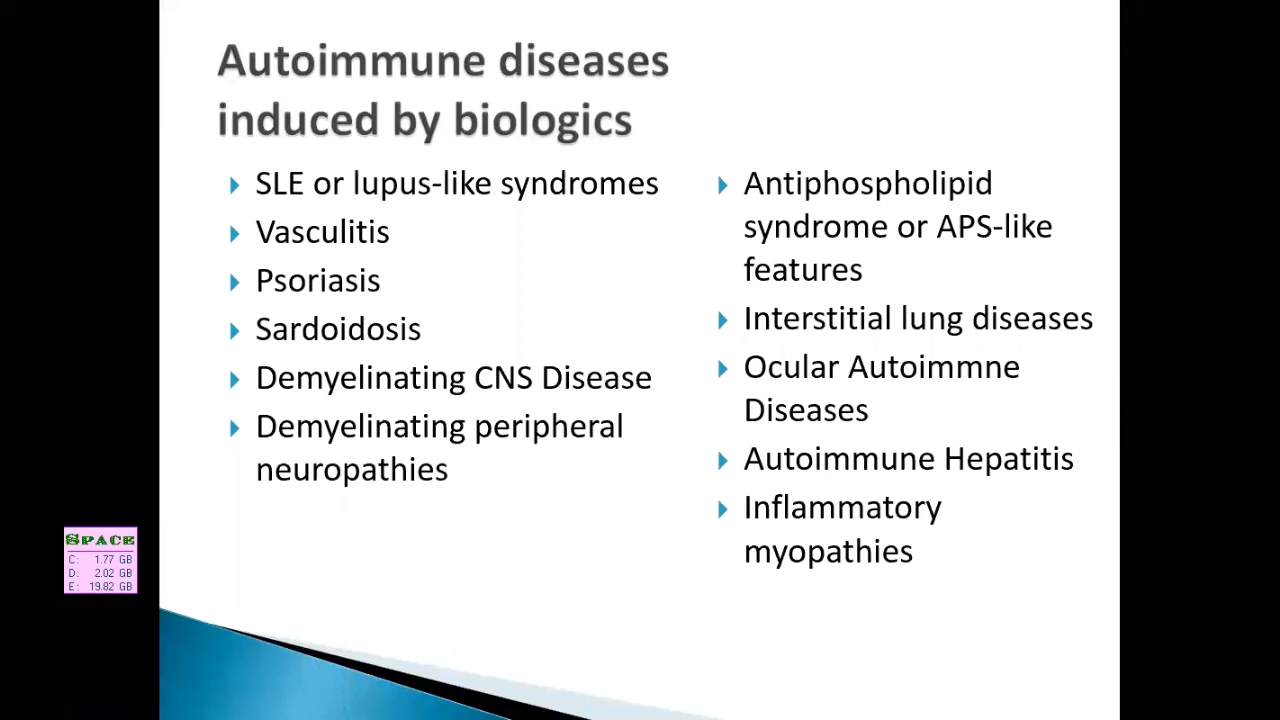 Autoimmune diseases
induced by biologics
SLE or lupus-like syndromes
Vasculitis
Psoriasis
Sardoidosis
Demyelinating CNS Disease
Demyelinating peripheral
neuropathies
Antiphospholipid
syndrome or APS-like
features
Interstitial lung diseases
Ocular Autoimmne
Diseases
Autoimmune Hepatitis
Inflammatory
myopathies
SPACE
C: 1.77 GB
D: 2.02 GB
E: 19.82 GB